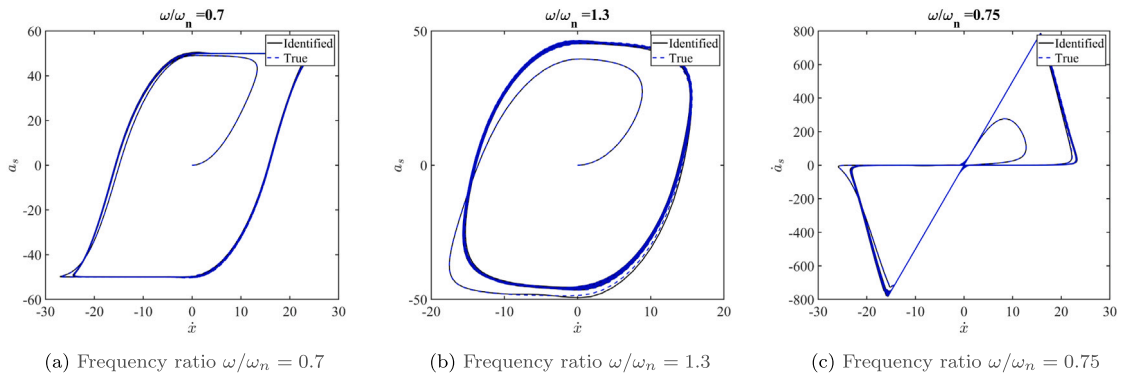 ω/ωn =0.7
60
40
20
0
-20
-40
-60
-30
-20
-10
0
10
20
30
aₛ
ẋ
Identified
True
(a) Frequency ratio ω/ωn = 0.7
ω/ωn =1.3
50
0
-50
-20
-10
0
10
20
aₛ
ẋ
Identified
True
(b) Frequency ratio ω/ωn = 1.3
ω/ωn =0.75
800
600
400
200
0
-200
-400
-600
-800
-30
-20
-10
0
10
20
30
ȧₛ
ẋ
Identified
True
(c) Frequency ratio ω/ωn = 0.75